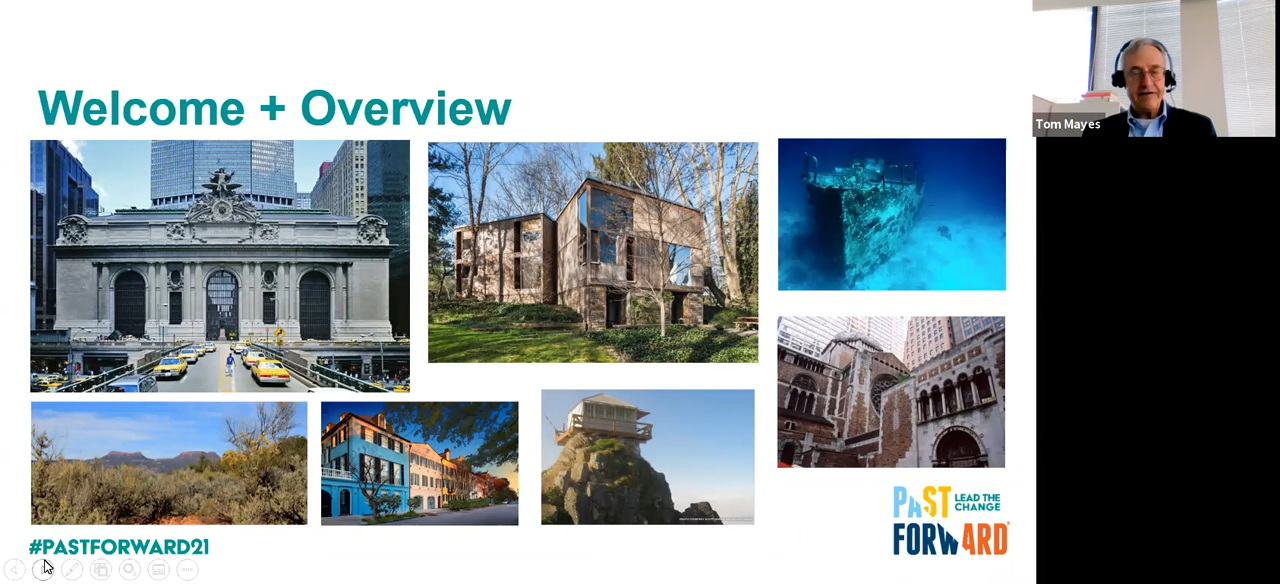 Welcome + Overview
Tom Mayes
PAST LEAD THE
CHANGE
FORWARD
#PASTFORWARD21